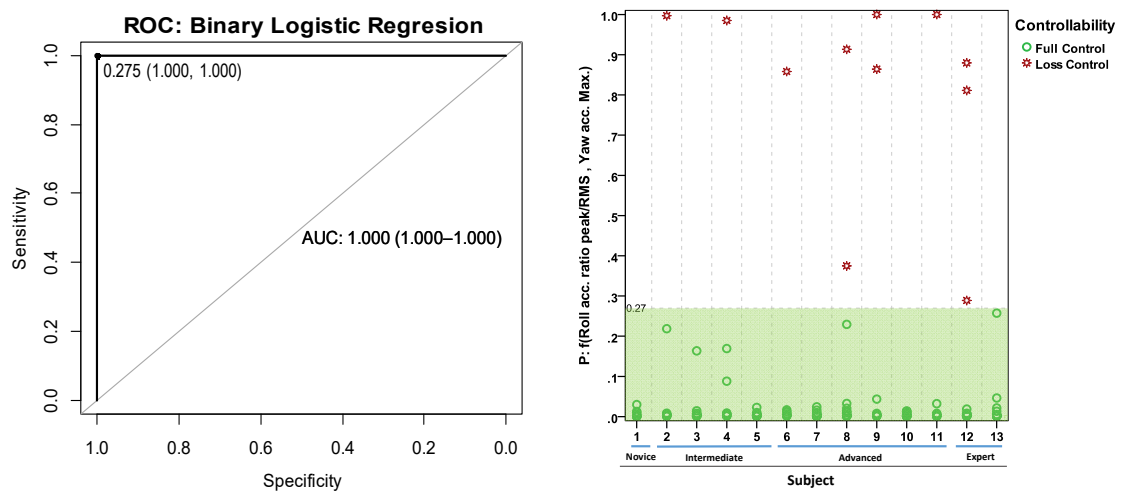 ROC: Binary Logistic Regresion
1.0
0.8
0.6
0.4
0.2
0.0
Sensitivity
0.275 (1.000, 1.000)
AUC: 1.000 (1.000–1.000)
1.0 0.8 0.6 0.4 0.2 0.0
Specificity
P: f(Roll acc. ratio peak/RMS , Yaw acc. Max.)
1.0
.9
.8
.7
.6
.5
.4
.3
0.27
.2
.1
.0
1 2 3 4 5 6 7 8 9 10 11 12 13
Novice Intermediate Advanced Expert
Subject
Controllability
Full Control
Loss Control